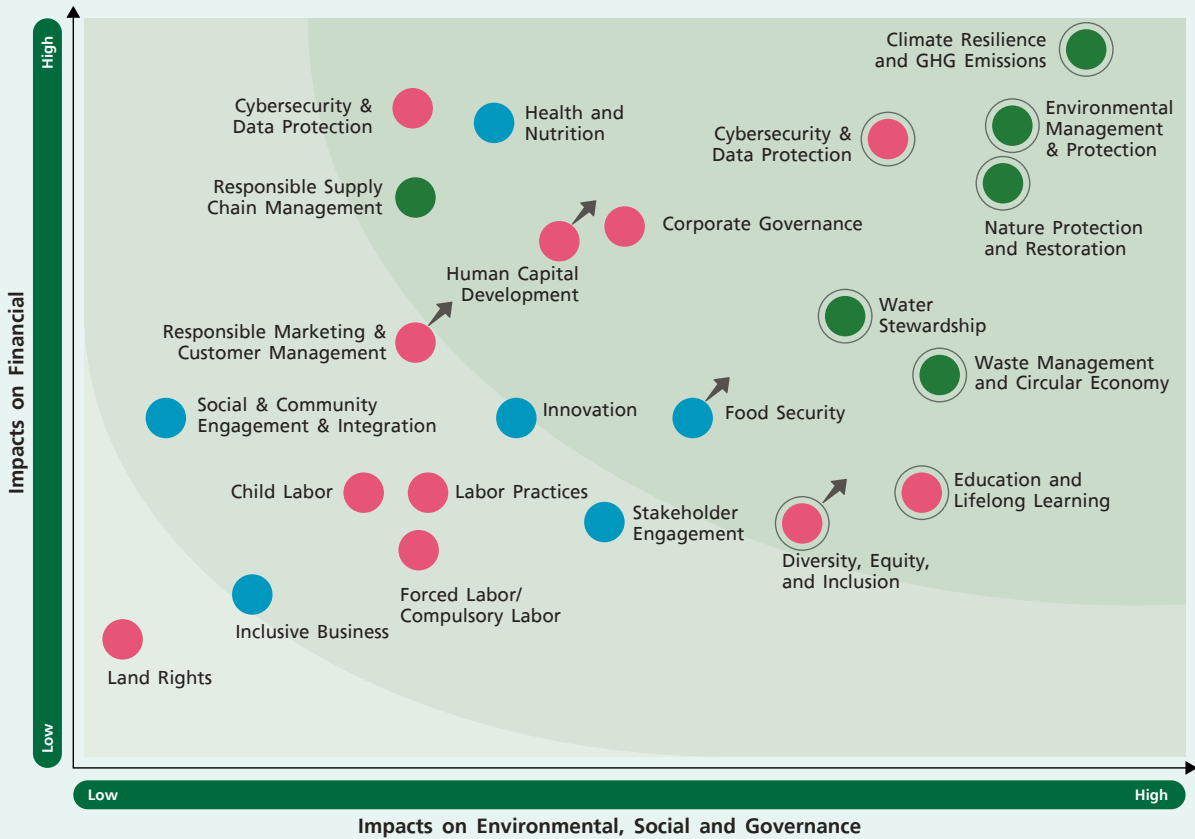 High
Climate Resilience
and GHG Emissions
Cybersecurity &
Data Protection
Health and
Nutrition
Cybersecurity &
Data Protection
Environmental
Management
& Protection
Responsible Supply
Chain Management
Corporate Governance
Nature Protection
and Restoration
Human Capital
Development
Water
Stewardship
Responsible Marketing &
Customer Management
Waste Management
and Circular Economy
Social & Community
Engagement & Integration
Innovation
Food Security
Child Labor
Labor Practices
Education and
Lifelong Learning
Stakeholder
Engagement
Diversity, Equity,
and Inclusion
Forced Labor/
Compulsory Labor
Inclusive Business
Land Rights
Impacts on Financial
Low
Low
High
Impacts on Environmental, Social and Governance